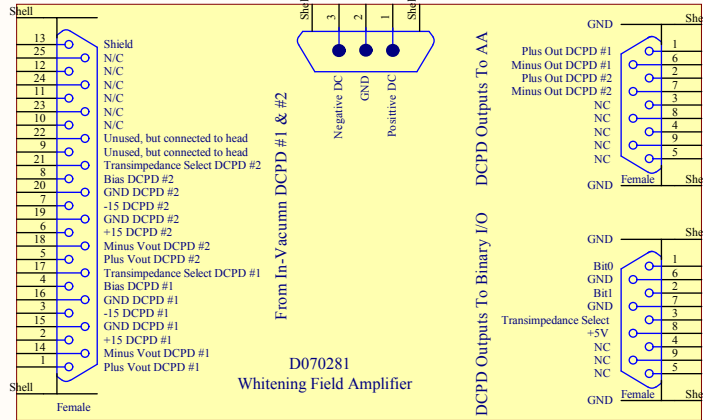 Shell
13 Shield
25 N/C
12 N/C
24 N/C
11 N/C
23 N/C
10 N/C
22 Unused, but connected to head
9 Unused, but connected to head
21 Transimpedance Select DCPD #2
8 Bias DCPD #2
20 GND DCPD #2
7 -15 DCPD #2
19 GND DCPD #2
6 +15 DCPD #2
18 Minus Vout DCPD #2
5 Plus Vout DCPD #2
17 Transimpedance Select DCPD #1
4 Bias DCPD #1
16 GND DCPD #1
3 -15 DCPD #1
15 GND DCPD #1
2 +15 DCPD #1
14 Minus Vout DCPD #1
1 Plus Vout DCPD #1
Shell
Female
From In-Vacumn DCPD #1 & #2
Shell
3 Negative DC
2 GND
1 Posittive DC
Shell
D070281
Whitening Field Amplifier
DCPD Outputs To AA
GND She
Plus Out DCPD #1 1
Minus Out DCPD #1 6
Plus Out DCPD #2 2
Minus Out DCPD #2 7
NC 3
NC 8
NC 4
NC 9
NC 5
GND Female She
DCPD Outputs To Binary I/O
GND She
Bit0 1
GND 6
Bit1 2
GND 7
Transimpedance Select 3
+5V 8
NC 4
NC 9
NC 5
GND Female She